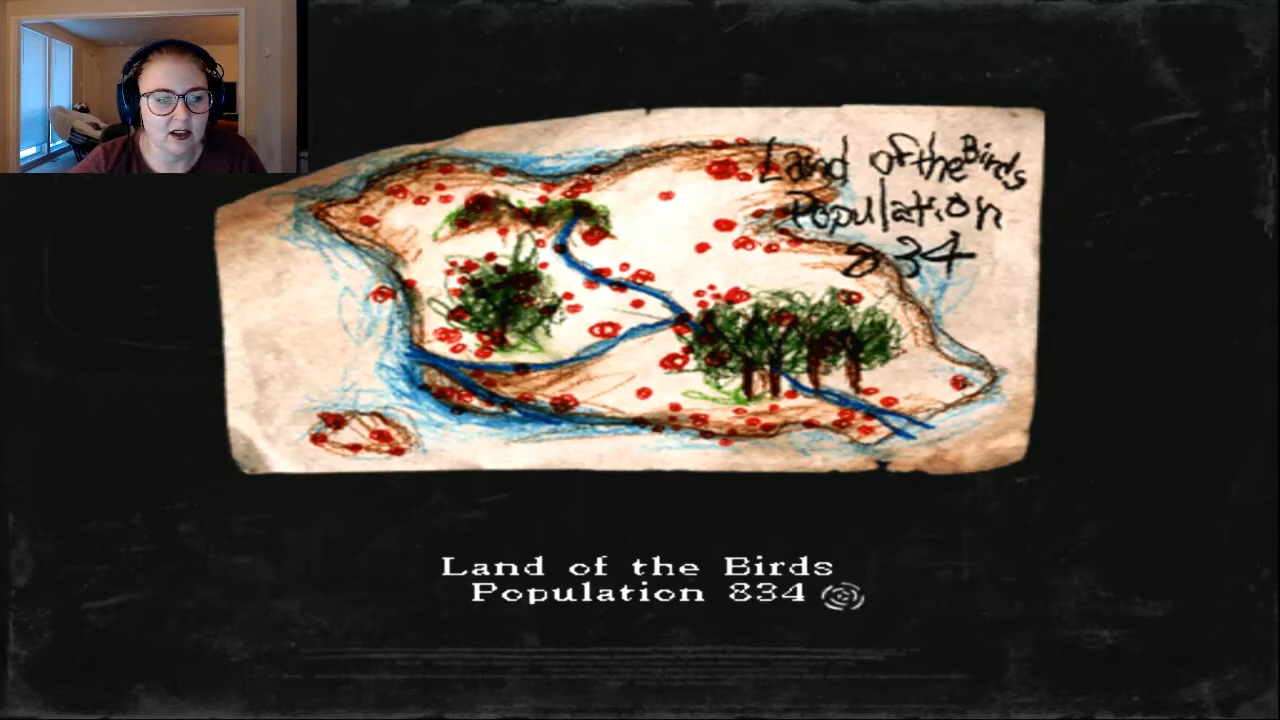 Land of the Birds
Population
834
Land of the Birds
Population 834